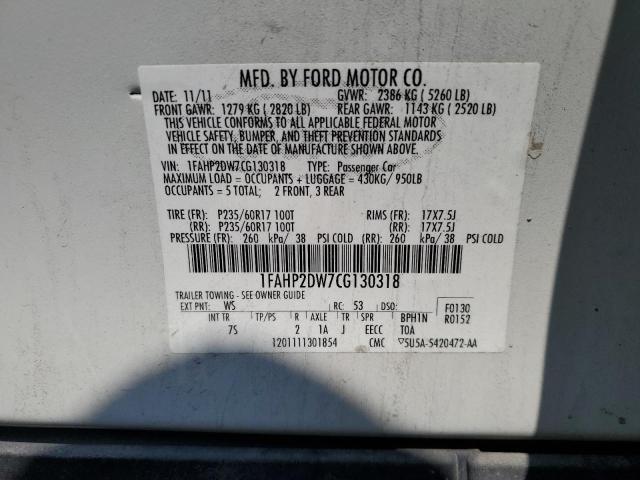 MFD. BY FORD MOTOR CO.
DATE: 11/11 GVWR: 2386 KG ( 5260 LB)
FRONT GAWR: 1279 KG ( 2820 LB) REAR GAWR: 1143 KG ( 2520 LB)
THIS VEHICLE CONFORMS TO ALL APPLICABLE FEDERAL MOTOR
VEHICLE SAFETY, BUMPER, AND THEFT PREVENTION STANDARDS
IN EFFECT ON THE DATE OF MANUFACTURE SHOWN ABOVE.
VIN: 1FAHP2DW7CG130318 TYPE: Passenger Car
MAXIMUM LOAD = OCCUPANTS + LUGGAGE = 430KG/ 950LB
OCCUPANTS = 5 TOTAL; 2 FRONT, 3 REAR
TIRE (FR): P235/60R17 100T RIMS (FR): 17X7.5J
(RR): P235/60R17 100T (RR): 17X7.5J
PRESSURE (FR): 260 kPa/ 38 PSI COLD (RR): 260 kPa/ 38 PSI COLD
1FAHP2DW7CG130318
TRAILER TOWING - SEE OWNER GUIDE
EXT PNT: WS RC: 53 DSO: F0130
R0152
INT TR TP/PS R AXLE TR SPR BPH1N
7S 2 1A J EECC T0A
1201111301854 CMC ▽5U5A-5420472-AA